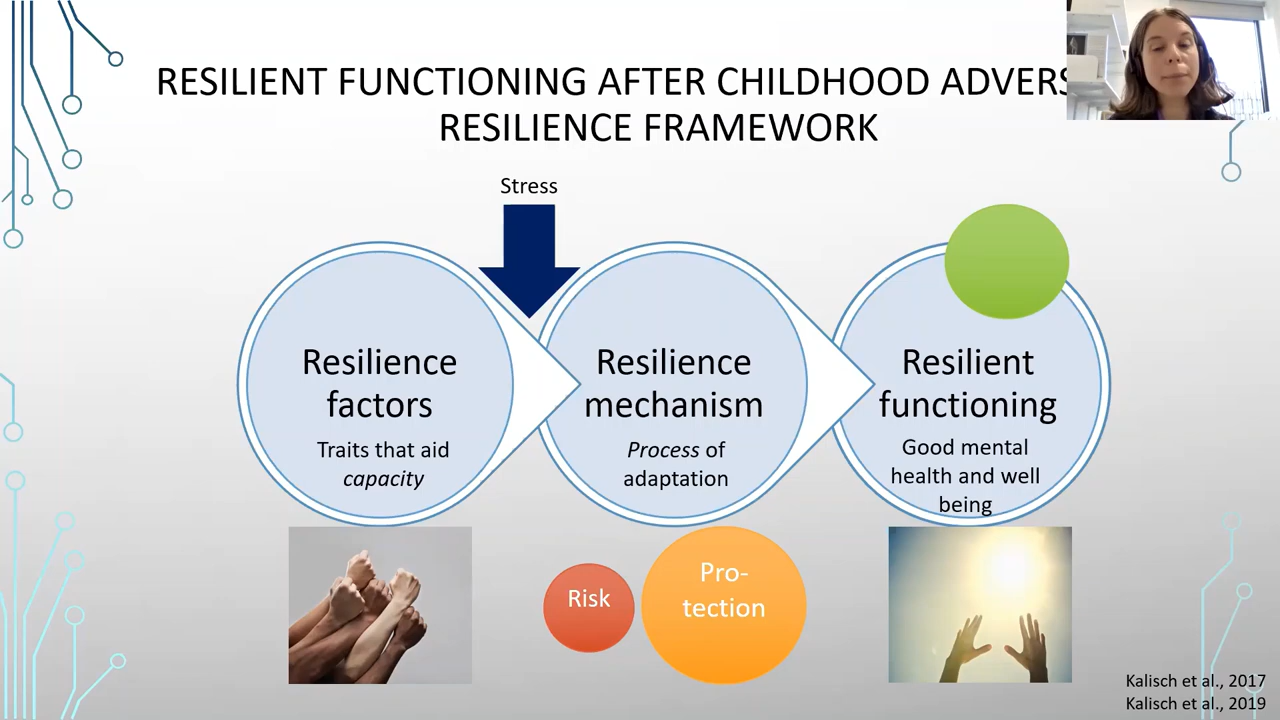 RESILIENT FUNCTIONING AFTER CHILDHOOD ADVERS
RESILIENCE FRAMEWORK
Stress
Resilience
factors
Traits that aid
capacity
Resilience
mechanism
Process of
adaptation
Resilient
functioning
Good mental
health and well
being
Risk
Pro-
tection
Kalisch et al., 2017
Kalisch et al., 2019